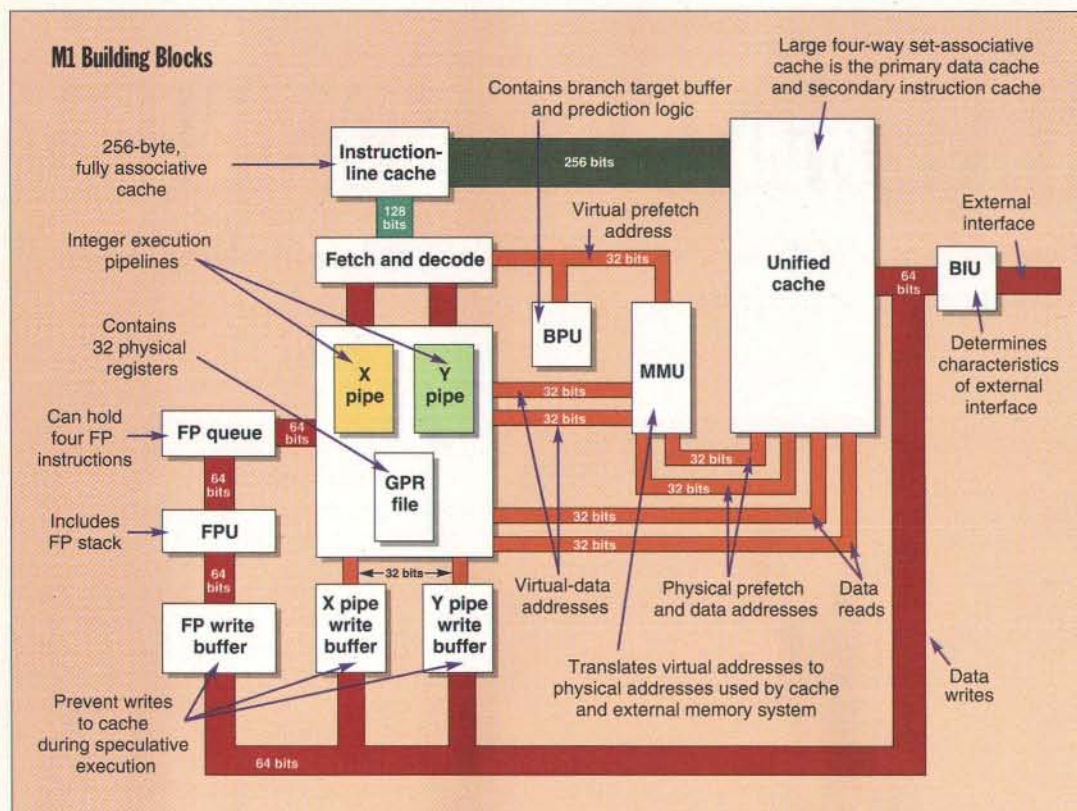 M1 Building Blocks
Large four-way set-associative
cache is the primary data cache
and secondary instruction cache
Contains branch target buffer
and prediction logic
256-byte,
fully associative
cache
Instruction-
line cache
256 bits
128
bits
Virtual prefetch
address
External
interface
Integer execution
pipelines
Fetch and decode
32 bits
Unified
cache
64
bits
BIU
Contains
32 physical
registers
X
pipe
Y
pipe
BPU
MMU
Determines
characteristics
of external
interface
32 bits
32 bits
Can hold
four FP
instructions
FP queue
64
bits
GPR
file
32 bits
32 bits
64
bits
Includes
FP stack
FPU
32 bits
32 bits
64
bits
32 bits
Virtual-data
addresses
Physical prefetch
and data addresses
Data
reads
FP write
buffer
X pipe
write
buffer
Y pipe
write
buffer
Translates virtual addresses to
physical addresses used by cache
and external memory system
Data
writes
Prevent writes
to cache
during speculative
execution
64 bits